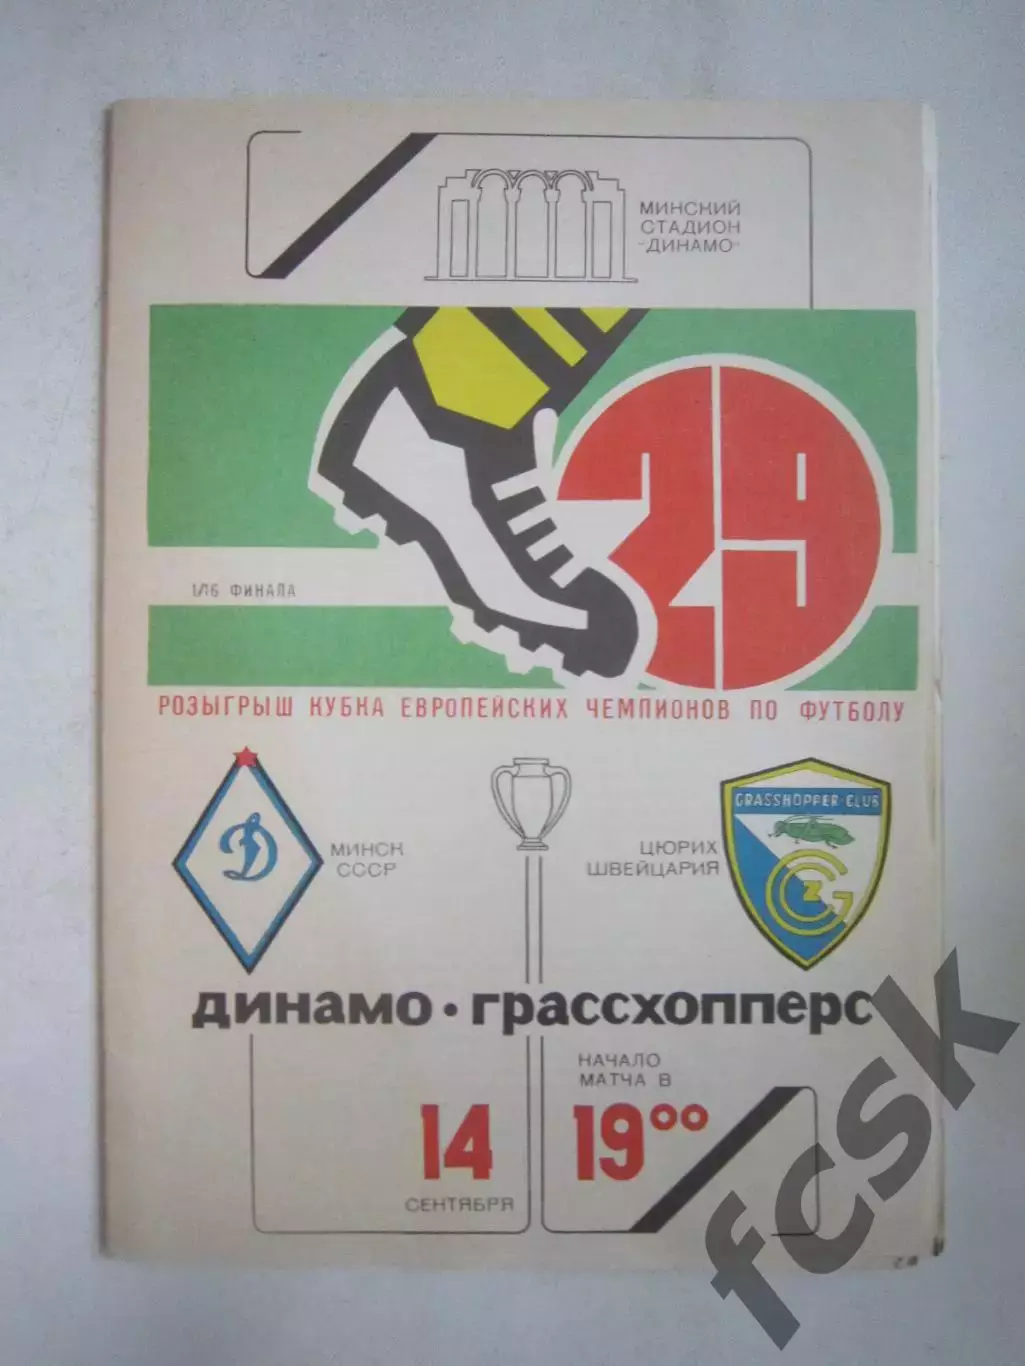 МИНСКИЙ
СТАДИОН
"ДИНАМО"
29
1/16 ФИНАЛА
РОЗЫГРЫШ КУБКА ЕВРОПЕЙСКИХ ЧЕМПИОНОВ ПО ФУТБОЛУ
Д
МИНСК
СССР
ЦЮРИХ
ШВЕЙЦАРИЯ
GRASSHOPPER-CLUB
GCZ
ДИНАМО • ГРАССХОППЕРС
14
СЕНТЯБРЯ
НАЧАЛО
МАТЧА В
19⁰⁰
fcsk